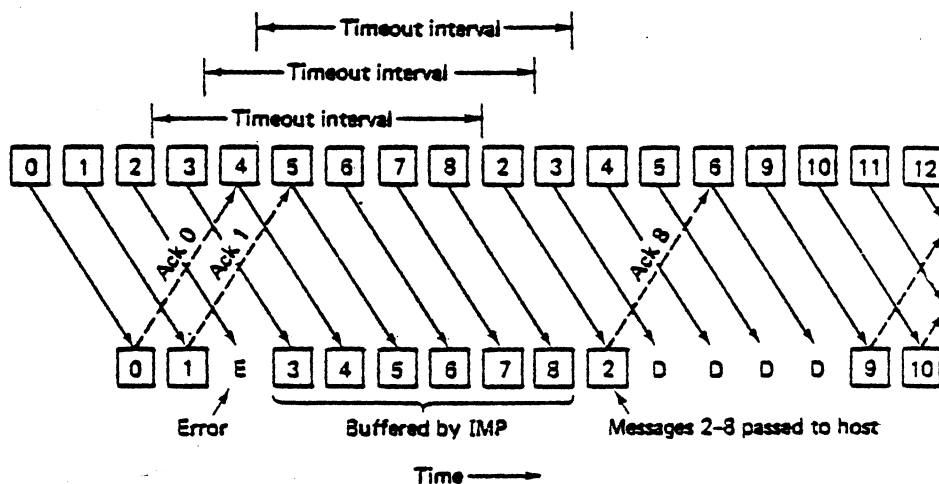 Timeout interval
Timeout interval
Timeout interval
0 1 2 3 4 5 6 7 8 2 3 4 5 6 9 10 11 12
Ack 0
Ack 1
Ack 8
0 1 E 3 4 5 6 7 8 2 D D D D 9 10
Error
Buffered by IMP
Messages 2-8 passed to host
Time